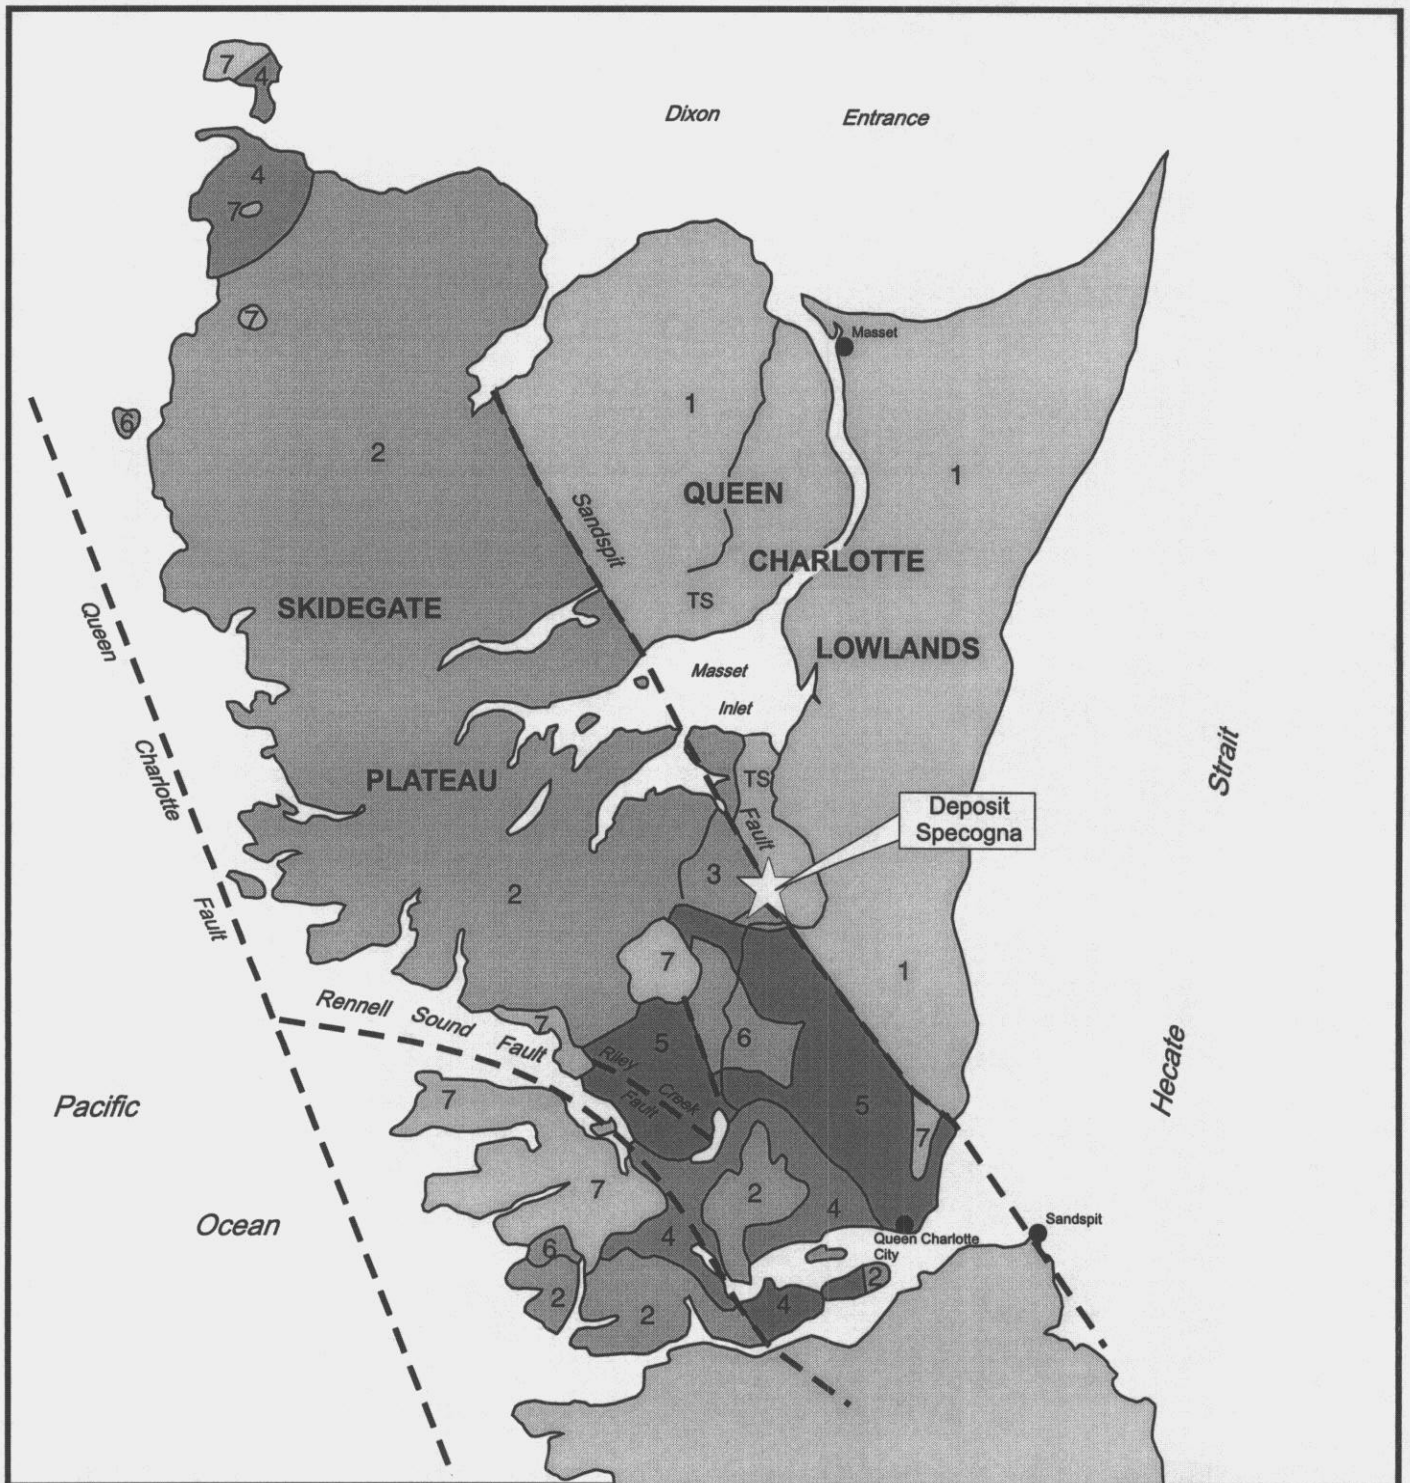 7
4
Dixon Entrance
4
7
7
Masset
6
1
2
1
QUEEN
Sandspit
CHARLOTTE
TS
SKIDEGATE
Queen
LOWLANDS
Masset
Inlet
Strait
Charlotte
PLATEAU
TS
Deposit
Specogna
Fault
3
2
Fault
7
1
Rennell Sound Fault
7
5
6
Riley Creek Fault
Hecate
Pacific
7
5
7
7
2
4
Ocean
4
Sandspit
Queen Charlotte
City
6
2
2
4
2